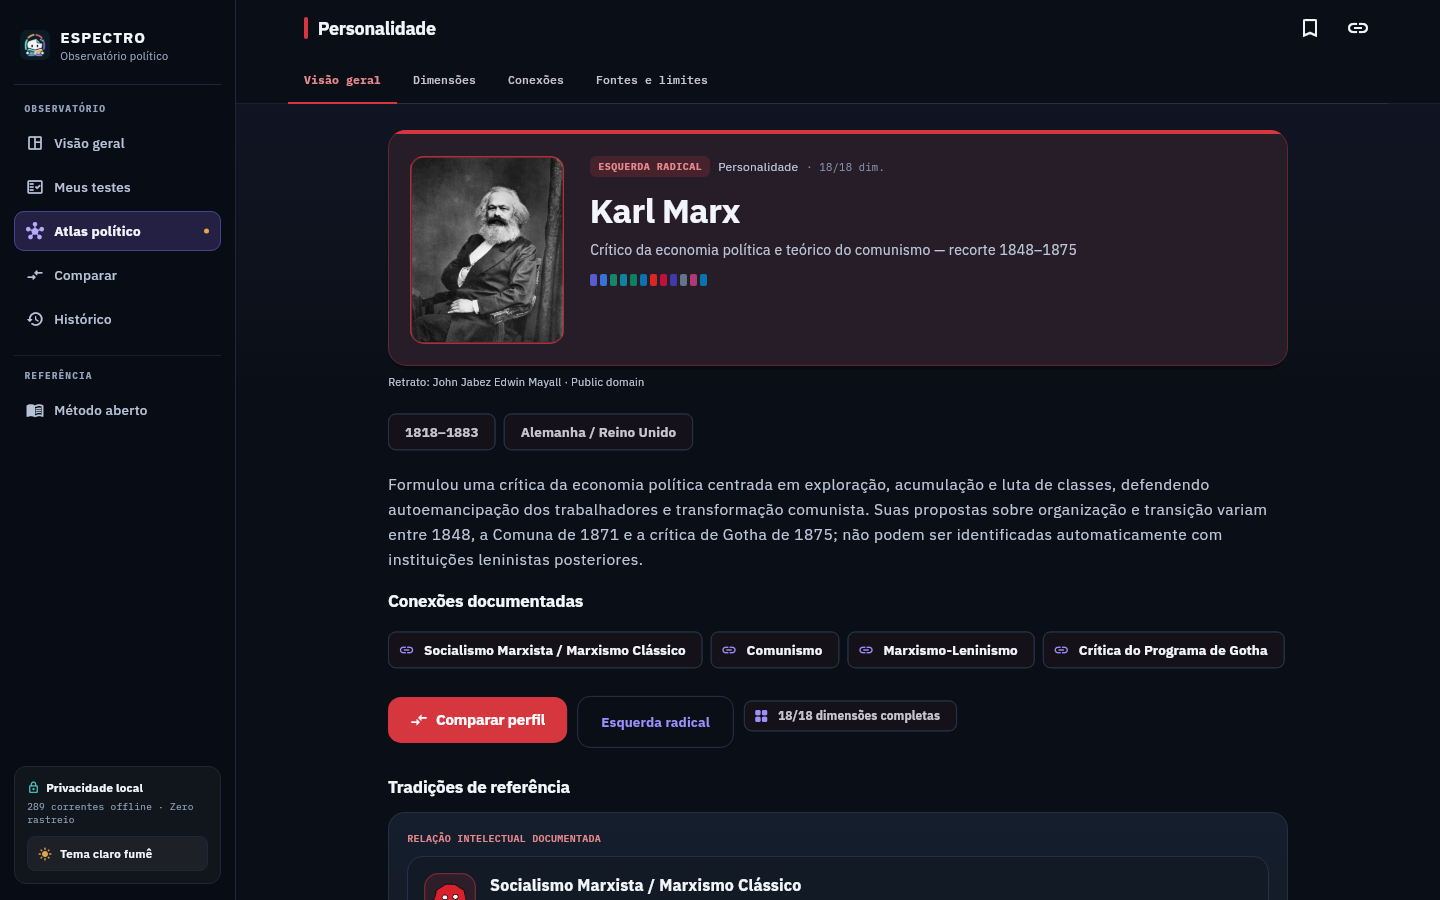 ESPECTRO
Observatório político
OBSERVATÓRIO
Visão geral
Meus testes
Atlas político
Comparar
Histórico
REFERÊNCIA
Método aberto
Privacidade local
289 correntes offline · Zero
rastreio
Tema claro fumê
Personalidade
Visão geral
Dimensões
Conexões
Fontes e limites
ESQUERDA RADICAL Personalidade · 18/18 dim.
Karl Marx
Crítico da economia política e teórico do comunismo — recorte 1848–1875
Retrato: John Jabez Edwin Mayall · Public domain
1818–1883
Alemanha / Reino Unido
Formulou uma crítica da economia política centrada em exploração, acumulação e luta de classes, defendendo
autoemancipação dos trabalhadores e transformação comunista. Suas propostas sobre organização e transição variam
entre 1848, a Comuna de 1871 e a crítica de Gotha de 1875; não podem ser identificadas automaticamente com
instituições leninistas posteriores.
Conexões documentadas
Socialismo Marxista / Marxismo Clássico
Comunismo
Marxismo-Leninismo
Crítica do Programa de Gotha
Comparar perfil
Esquerda radical
18/18 dimensões completas
Tradições de referência
RELAÇÃO INTELECTUAL DOCUMENTADA
Socialismo Marxista / Marxismo Clássico